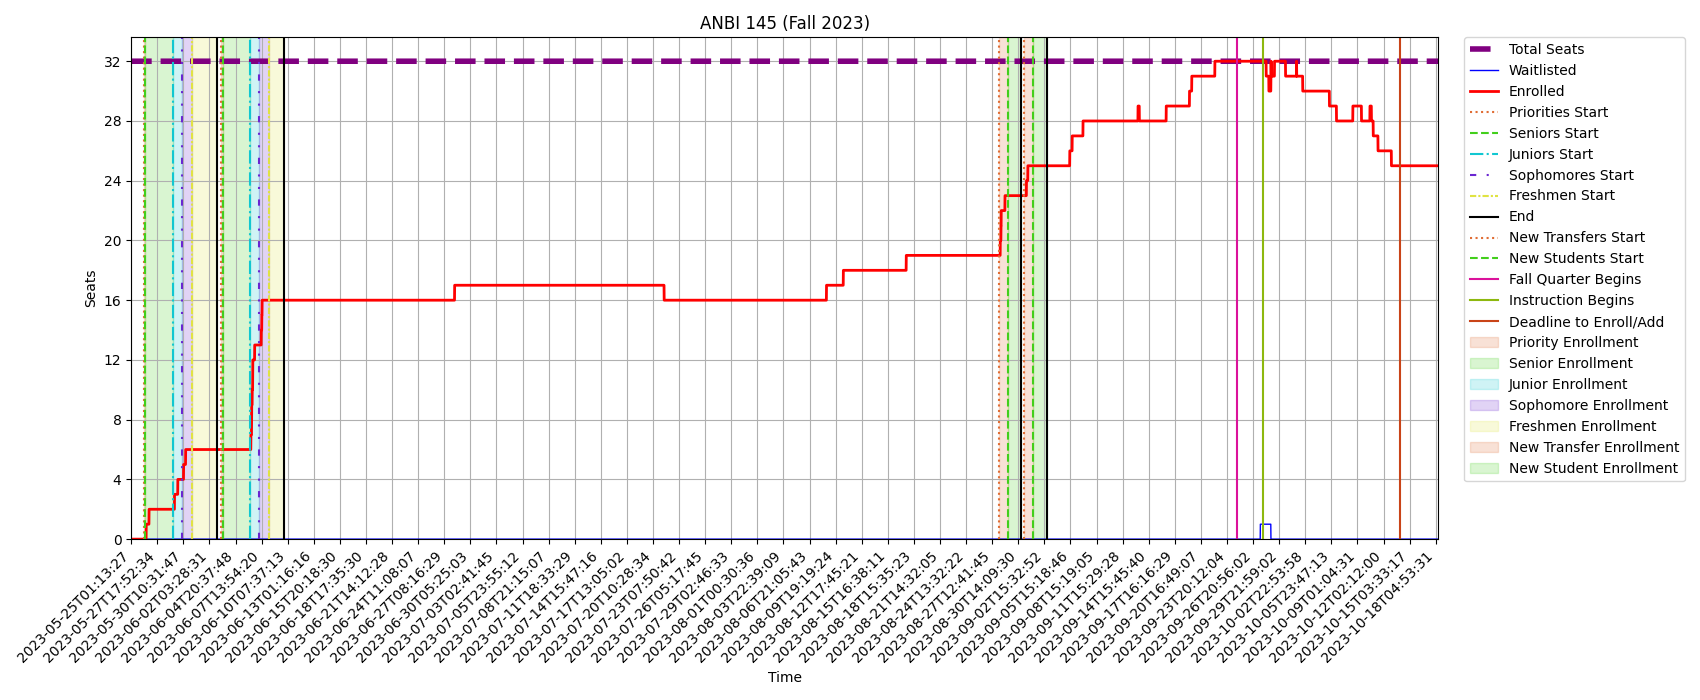 ANBI 145 (Fall 2023)
Seats
32
28
24
20
16
12
8
4
0
2023-05-25T01:13:27
2023-05-27T17:52:34
2023-05-30T10:31:47
2023-06-02T03:28:31
2023-06-04T20:37:48
2023-06-07T13:54:20
2023-06-10T07:37:13
2023-06-13T01:16:16
2023-06-15T20:18:30
2023-06-18T17:35:30
2023-06-21T14:12:28
2023-06-24T11:08:07
2023-06-27T08:16:29
2023-06-30T05:25:03
2023-07-03T02:41:45
2023-07-05T23:55:12
2023-07-08T21:15:07
2023-07-11T18:33:29
2023-07-14T15:47:16
2023-07-17T13:05:02
2023-07-20T10:28:34
2023-07-23T07:50:42
2023-07-26T05:17:45
2023-07-29T02:46:33
2023-08-01T00:30:36
2023-08-03T22:39:09
2023-08-06T21:05:43
2023-08-09T19:19:24
2023-08-12T17:45:21
2023-08-15T16:38:11
2023-08-18T15:35:23
2023-08-21T14:32:05
2023-08-24T13:32:22
2023-08-27T12:41:45
2023-08-30T14:09:30
2023-09-02T15:32:52
2023-09-05T15:18:46
2023-09-08T15:19:05
2023-09-11T15:29:28
2023-09-14T15:45:40
2023-09-17T16:16:29
2023-09-20T16:49:07
2023-09-23T20:12:04
2023-09-26T20:56:02
2023-09-29T21:59:02
2023-10-02T22:53:58
2023-10-05T23:47:13
2023-10-09T01:04:31
2023-10-12T02:12:00
2023-10-15T03:33:17
2023-10-18T04:53:31
Time
Total Seats
Waitlisted
Enrolled
Priorities Start
Seniors Start
Juniors Start
Sophomores Start
Freshmen Start
End
New Transfers Start
New Students Start
Fall Quarter Begins
Instruction Begins
Deadline to Enroll/Add
Priority Enrollment
Senior Enrollment
Junior Enrollment
Sophomore Enrollment
Freshmen Enrollment
New Transfer Enrollment
New Student Enrollment